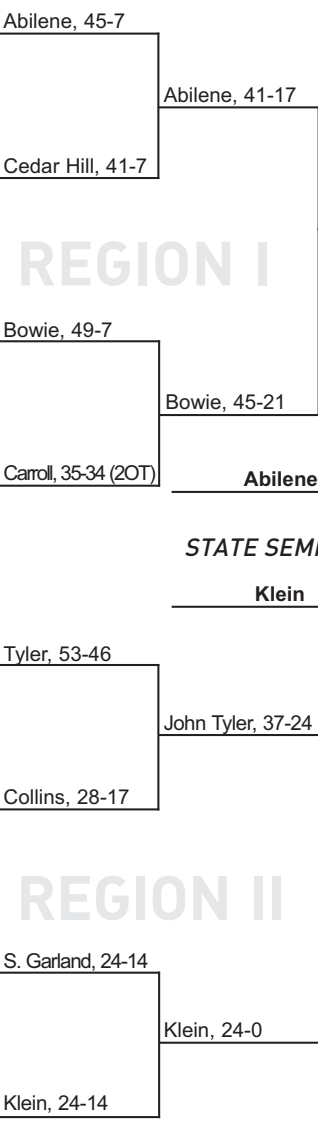 Abilene, 45-7
Abilene, 41-17
Cedar Hill, 41-7
REGION I
Bowie, 49-7
Bowie, 45-21
Carroll, 35-34 (2OT)
Abilene
STATE SEMI
Klein
Tyler, 53-46
John Tyler, 37-24
Collins, 28-17
REGION II
S. Garland, 24-14
Klein, 24-0
Klein, 24-14